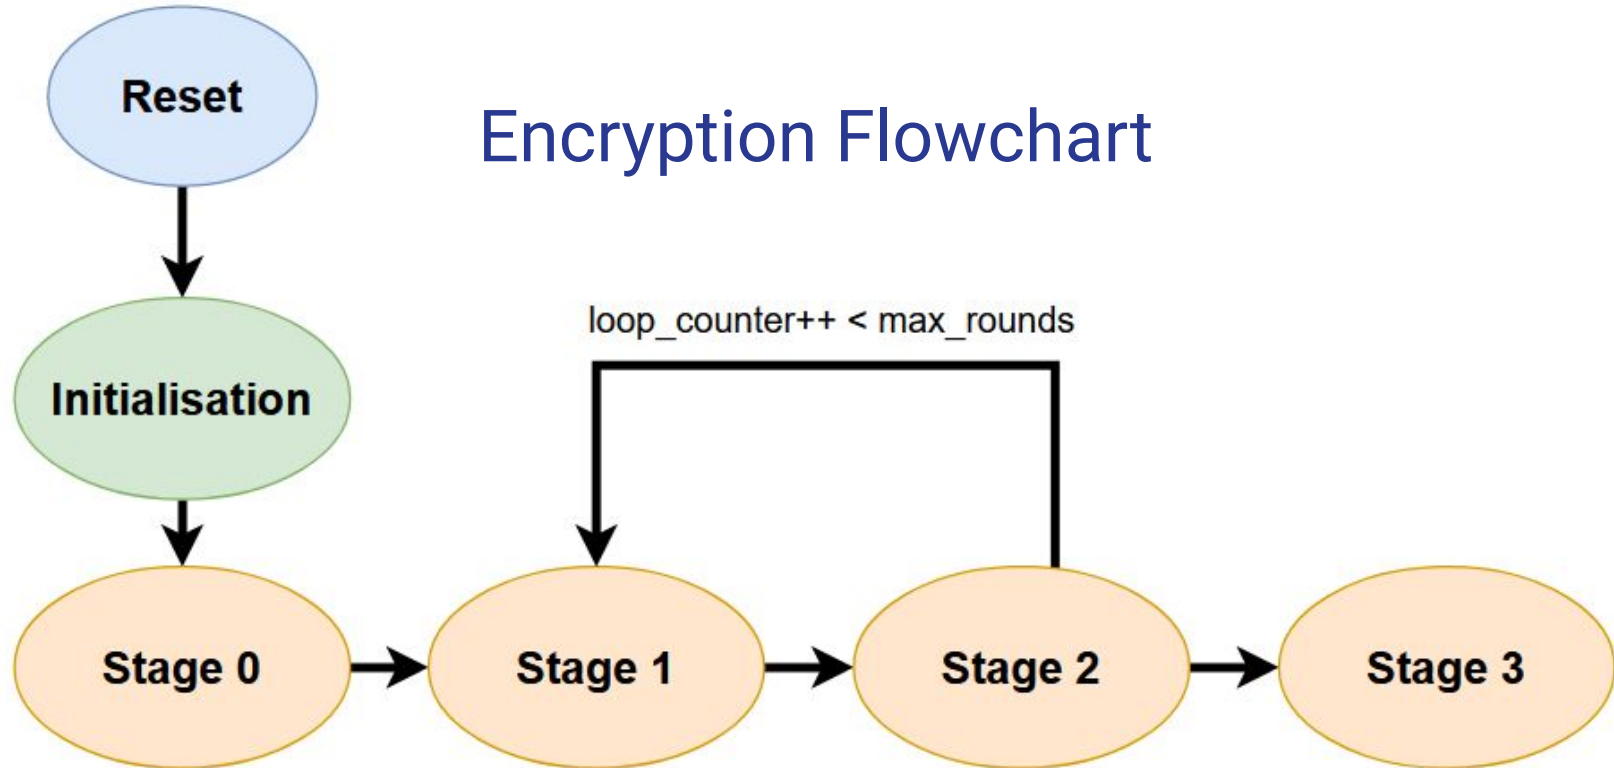 Reset
Encryption Flowchart
loop_counter++ < max_rounds
Initialisation
Stage 0
Stage 1
Stage 2
Stage 3